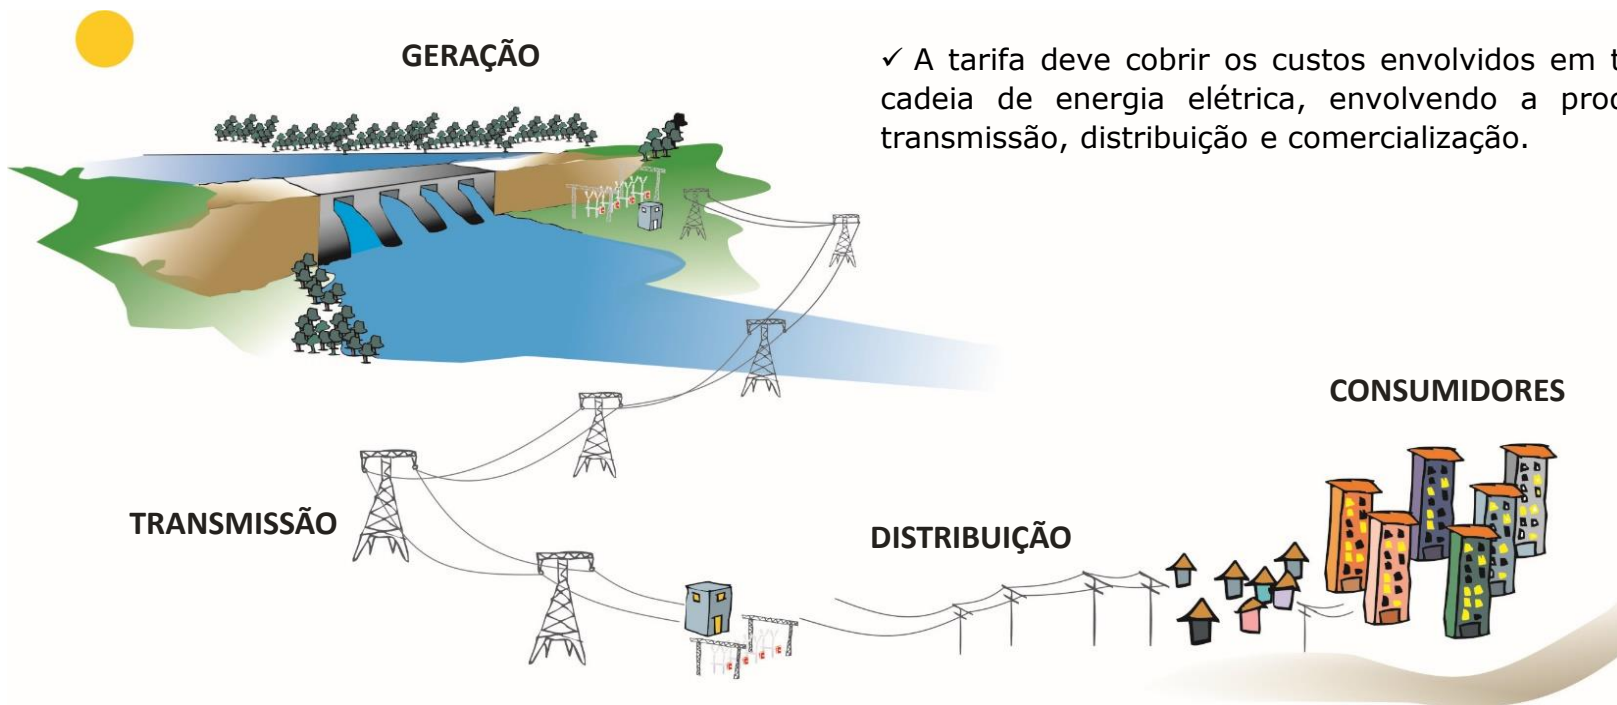 GERAÇÃO
✓ A tarifa deve cobrir os custos envolvidos em
cadeia de energia elétrica, envolvendo a
transmissão, distribuição e comercialização.
CONSUMIDORES
TRANSMISSÃO
DISTRIBUIÇÃO